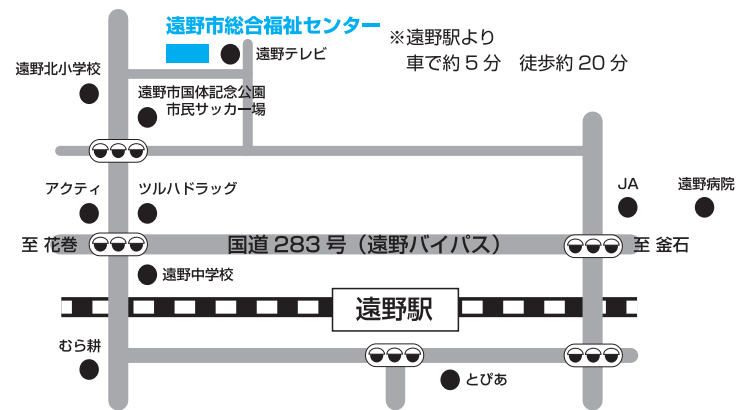 遠野市総合福祉センター
※遠野駅より
車で約5分　徒歩約20分
遠野テレビ
遠野北小学校
遠野市国体記念公園
市民サッカー場
アクティ
ツルハドラッグ
JA
遠野病院
至 花巻
国道283号（遠野バイパス）
至 釜石
遠野中学校
遠野駅
むら耕
とぴあ